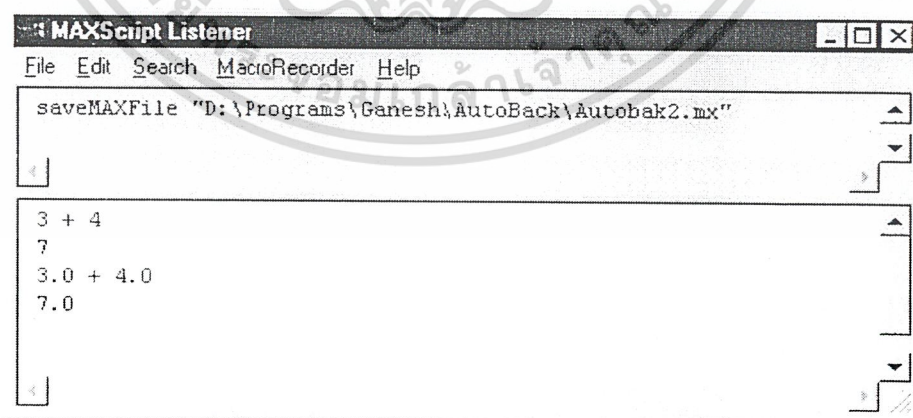 MAXScript Listener
File Edit Search MacroRecorder Help
saveMAXFile "D:\Programs\Ganesh\AutoBack\Autobak2.mx"
3 + 4
7
3.0 + 4.0
7.0